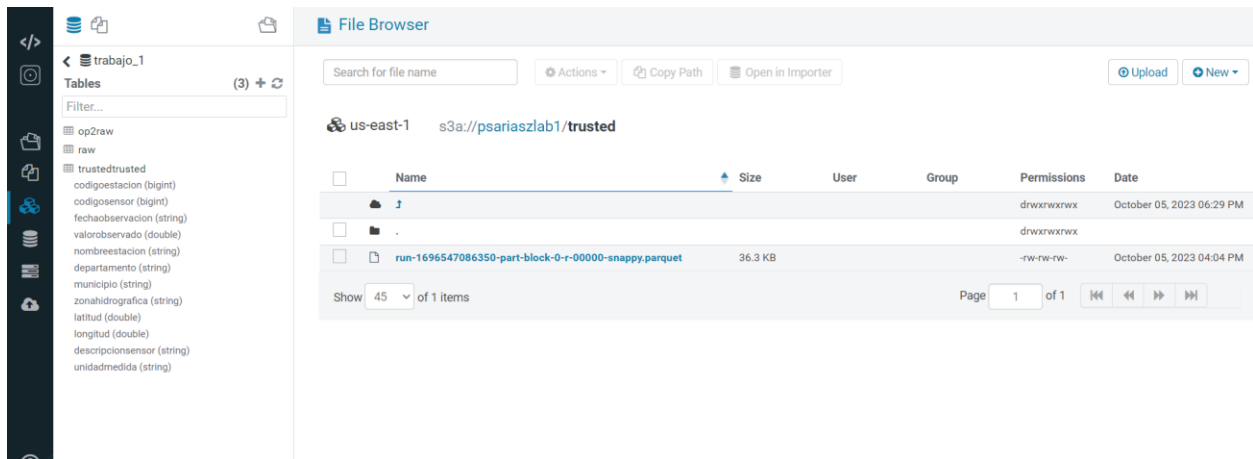 </>
trabajo_1
Tables (3)
Filter...
op2raw
raw
trustedtrusted
codigoestacion (bigint)
codigosensor (bigint)
fechaobservacion (string)
valorobservado (double)
nombreestacion (string)
departamento (string)
municipio (string)
zonahidrografica (string)
latitud (double)
longitud (double)
descripcionsensor (string)
unidadmedida (string)
File Browser
Search for file name Actions Copy Path Open in Importer Upload New
us-east-1 s3a://psariaszlab1/trusted
Name Size User Group Permissions Date
drwxrwxrwx October 05, 2023 06:29 PM
. drwxrwxrwx
run-1696547086350-part-block-0-r-00000-snappy.parquet 36.3 KB -rw-rw-rw- October 05, 2023 04:04 PM
Show 45 of 1 items Page 1 of 1